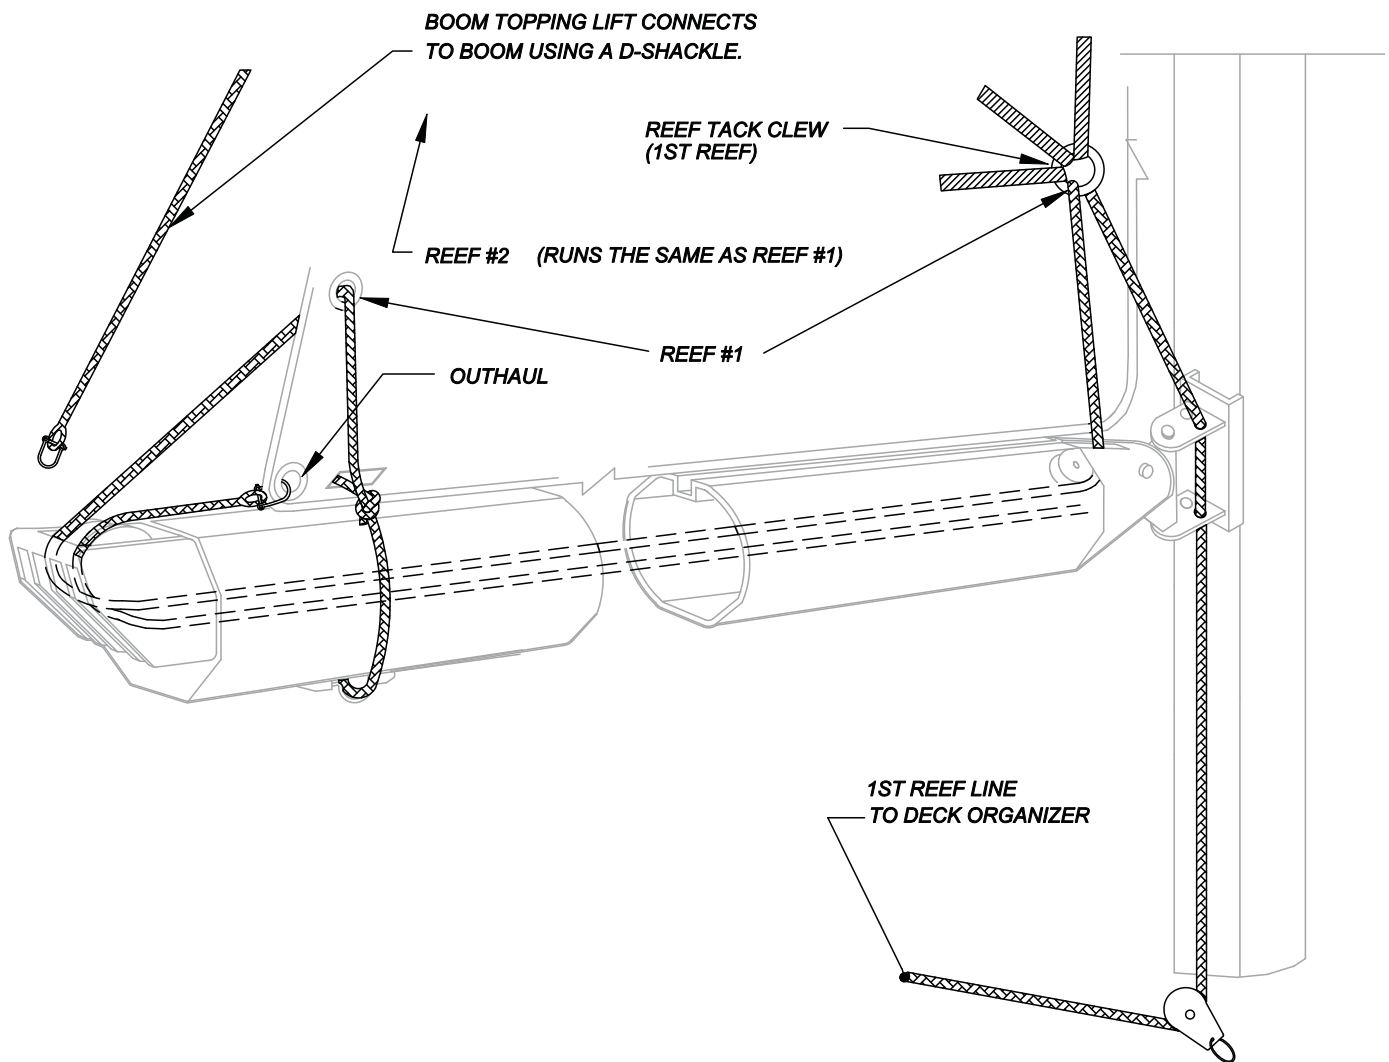 BOOM TOPPING LIFT CONNECTS
TO BOOM USING A D-SHACKLE.
REEF TACK CLEW
(1ST REEF)
REEF #2 (RUNS THE SAME AS REEF #1)
REEF #1
OUTHAUL
1ST REEF LINE
TO DECK ORGANIZER